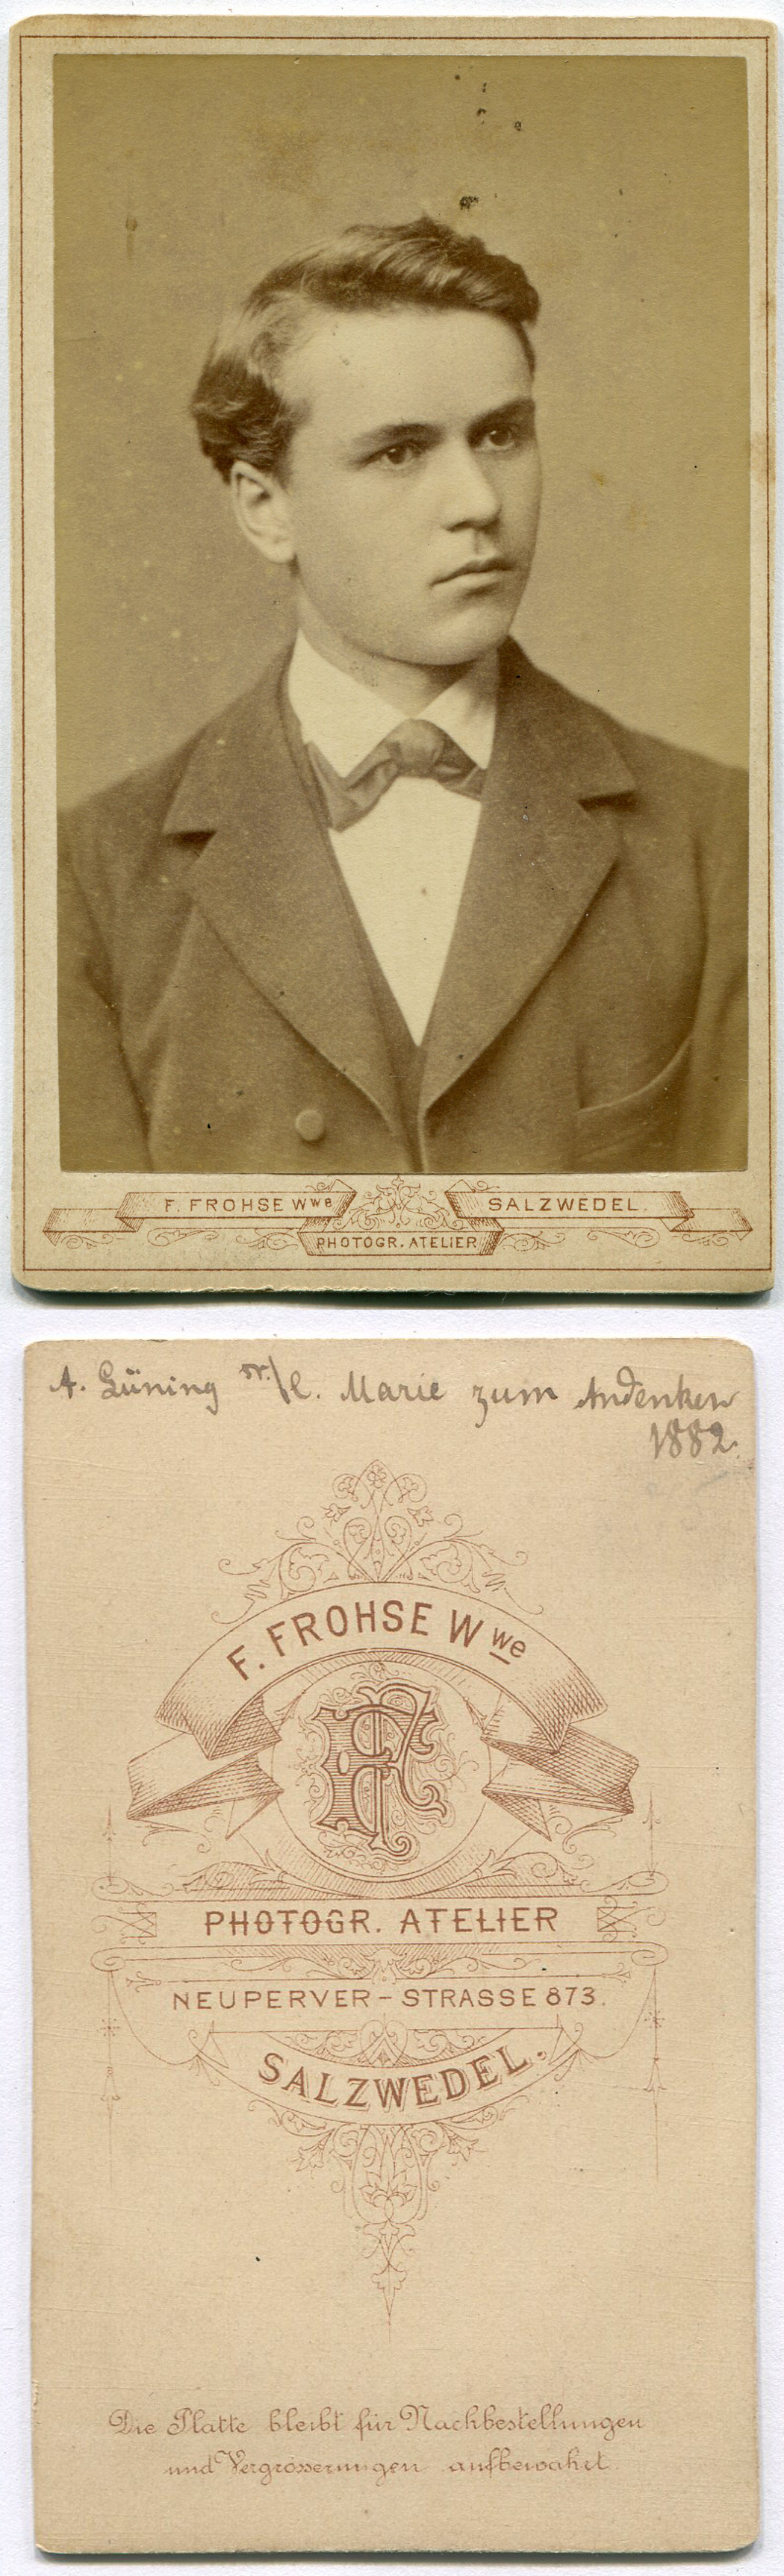 F. FROHSE Wwe
SALZWEDEL.
PHOTOGR. ATELIER
A. Lüning s/l. Marie zum Andenken
1882.
F. FROHSE Wwe
PHOTOGR. ATELIER
NEUPERVER-STRASSE 873.
SALZWEDEL.
Die Platte bleibt für Nachbestellungen
und Vergrösserungen aufbewahrt.